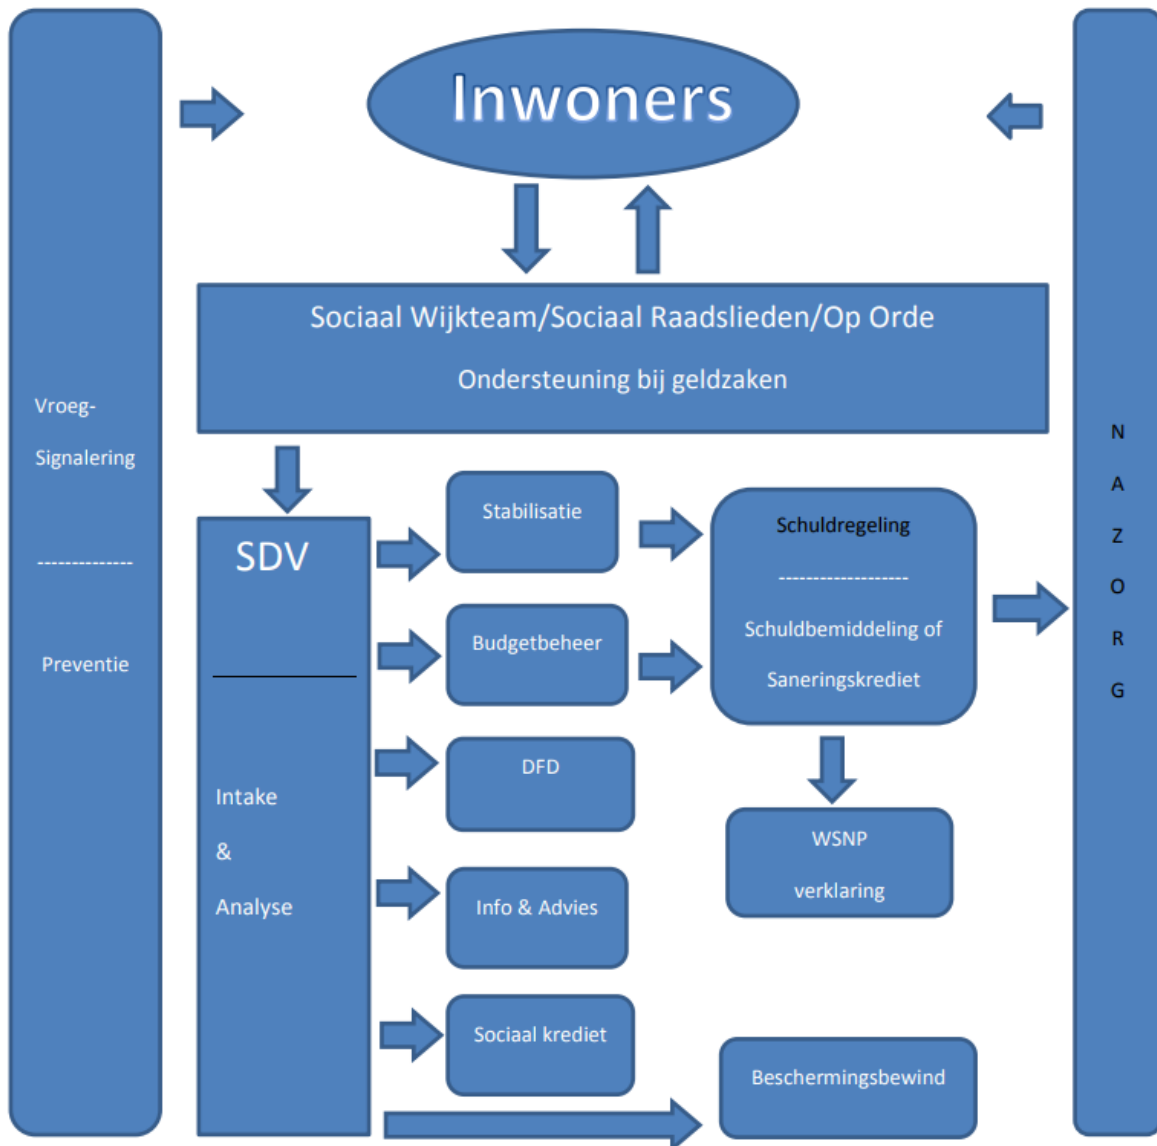 Inwoners
Sociaal Wijkteam/Sociaal Raadslieden/Op Orde
Ondersteuning bij geldzaken
Vroeg-
Signalering
--------------
Preventie
SDV
Intake
&
Analyse
Stabilisatie
Budgetbeheer
DFD
Info & Advies
Sociaal krediet
Schuldregeling
-------------------
Schuldbemiddeling of
Saneringskrediet
WSNP
verklaring
Beschermingsbewind
N
A
Z
O
R
G